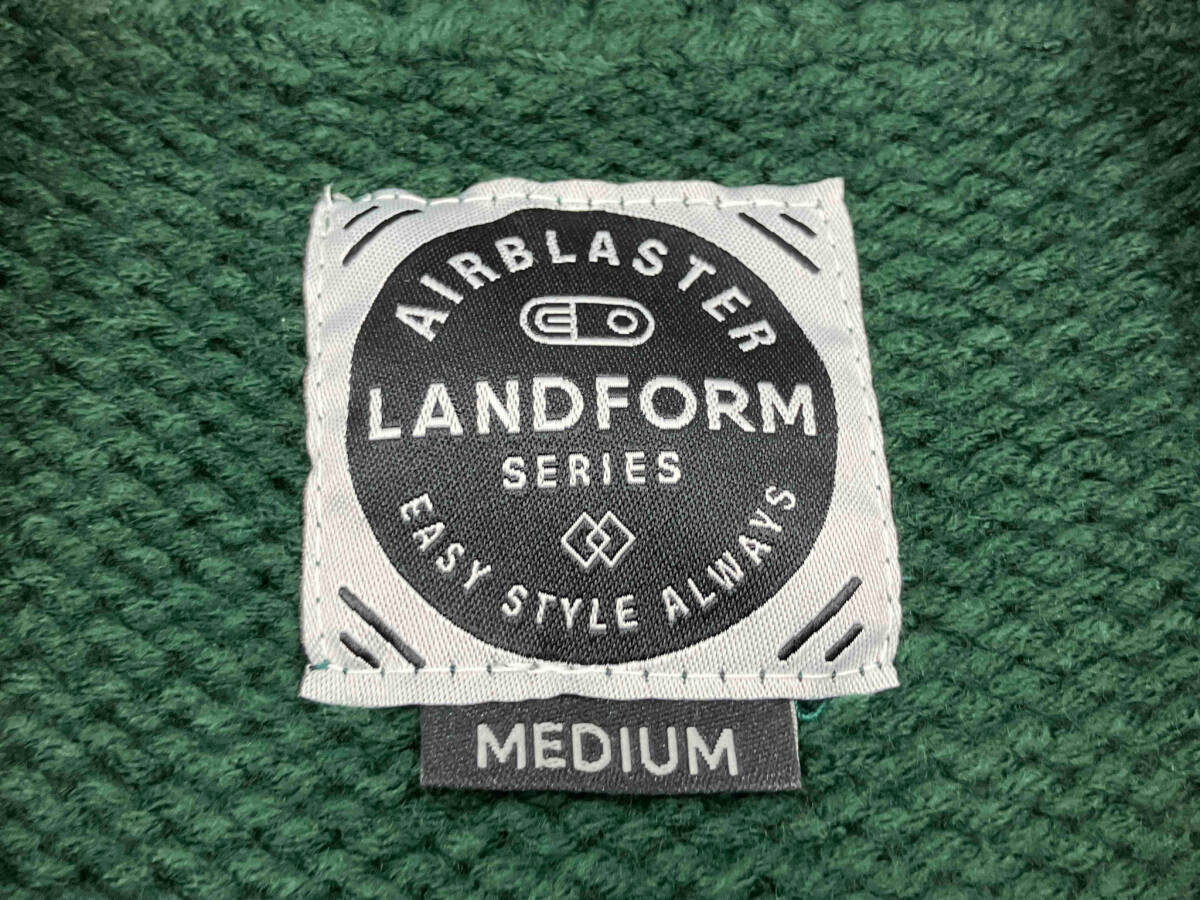 AIRBLASTER
LANDFORM
SERIES
EASY STYLE ALWAYS
MEDIUM